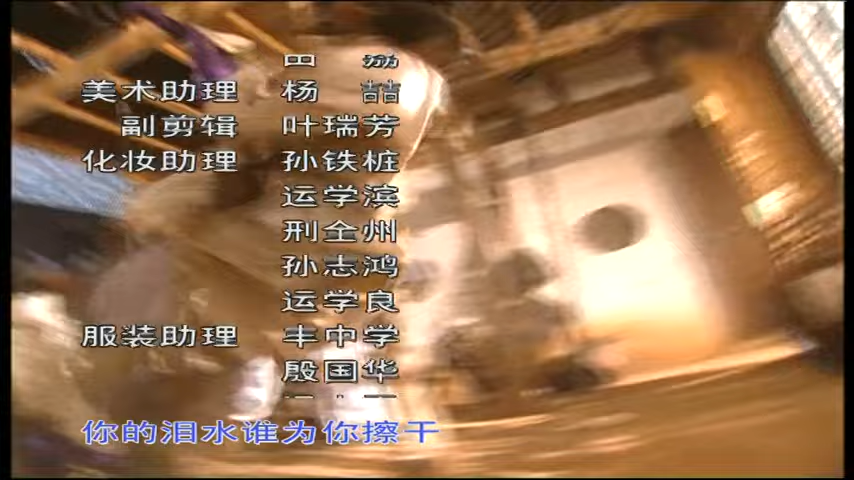 美术助理 杨喆
副剪辑 叶瑞芳
化妆助理 孙铁桩
运学滨
刑全州
孙志鸿
运学良
服装助理 丰中学
殷国华
你的泪水谁为你擦干